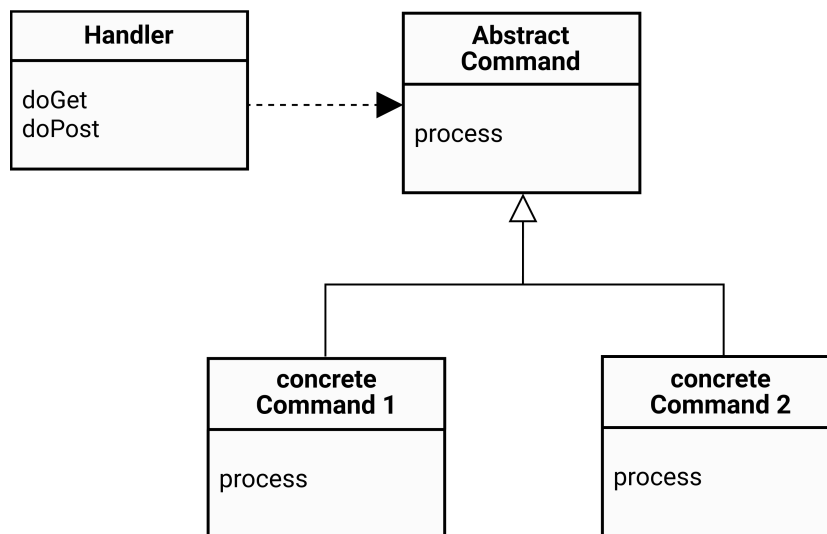 Handler
doGet
doPost
Abstract
Command
process
concrete
Command 1
process
concrete
Command 2
process